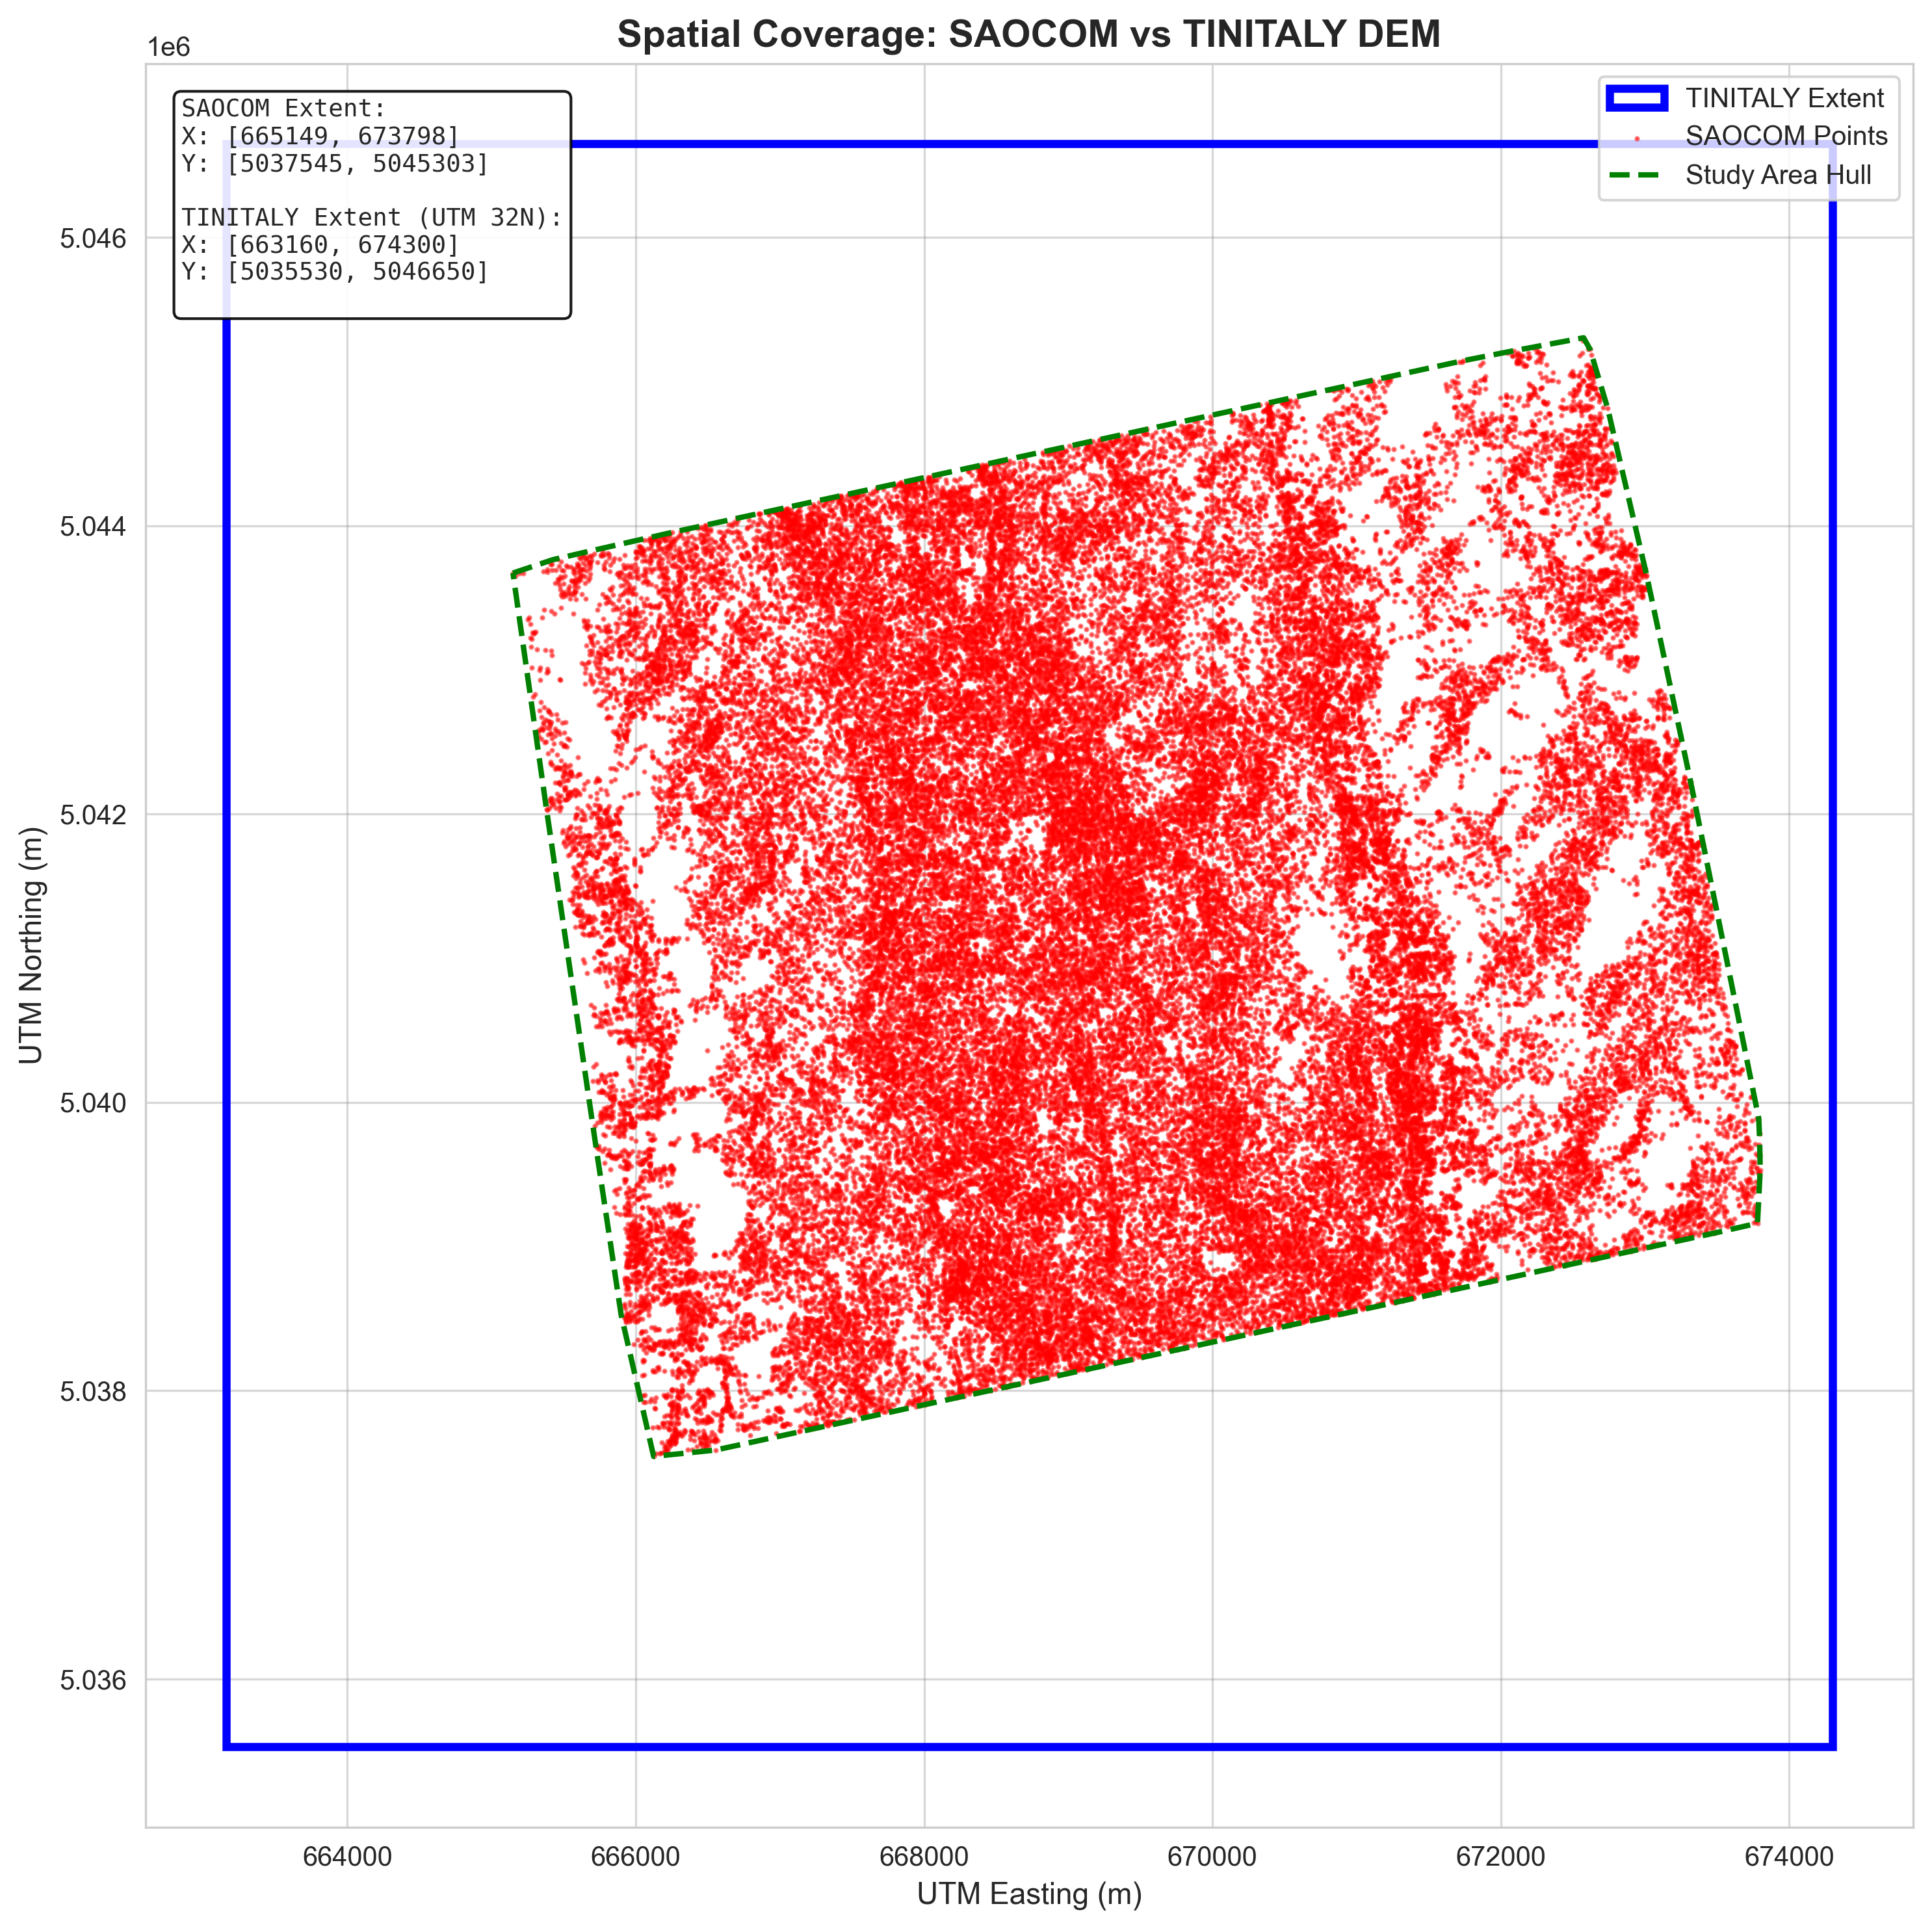 Spatial Coverage: SAOCOM vs TINITALY DEM
1e6
SAOCOM Extent:
X: [665149, 673798]
Y: [5037545, 5045303]
TINITALY Extent (UTM 32N):
X: [663160, 674300]
Y: [5035530, 5046650]
TINITALY Extent
SAOCOM Points
Study Area Hull
UTM Northing (m)
5.046
5.044
5.042
5.040
5.038
5.036
664000 666000 668000 670000 672000 674000
UTM Easting (m)